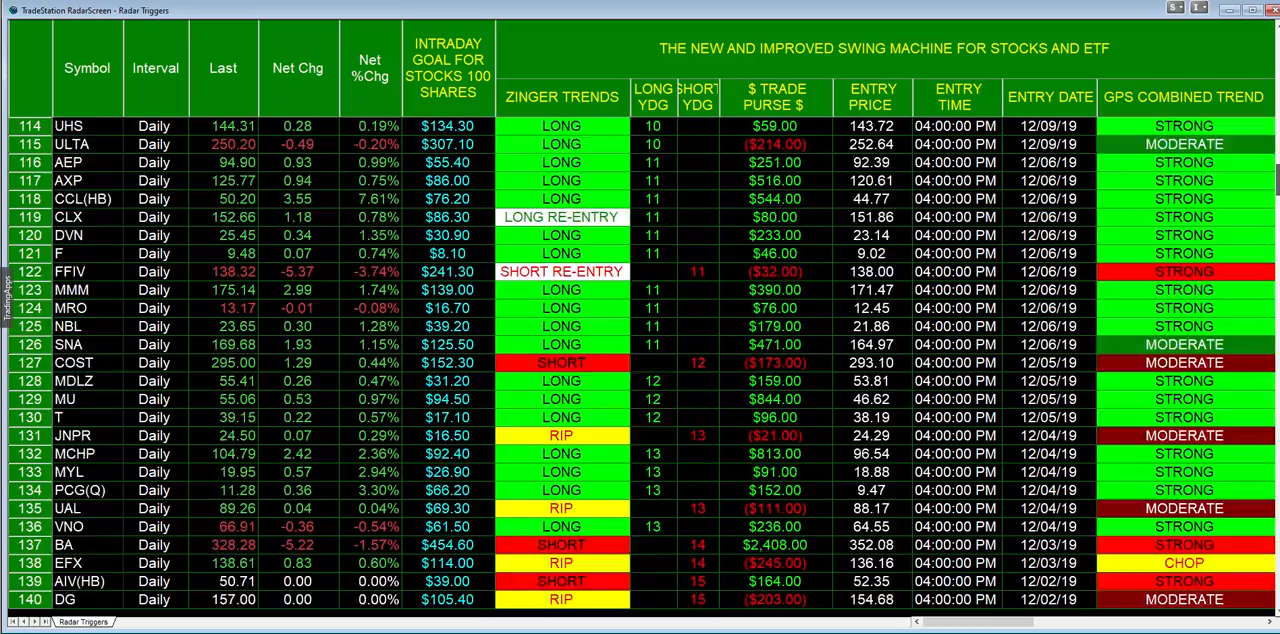 TradeStation RadarScreen - Radar Triggers
S I
Symbol Interval Last Net Chg Net %Chg INTRADAY GOAL FOR STOCKS 100 SHARES THE NEW AND IMPROVED SWING MACHINE FOR STOCKS AND ETF
ZINGER TRENDS LONG YDG SHORT YDG $ TRADE PURSE $ ENTRY PRICE ENTRY TIME ENTRY DATE GPS COMBINED TREND
114 UHS Daily 144.31 0.28 0.19% $134.30 LONG 10 $59.00 143.72 04:00:00 PM 12/09/19 STRONG
115 ULTA Daily 250.20 -0.49 -0.20% $307.10 LONG 10 ($214.00) 252.64 04:00:00 PM 12/09/19 MODERATE
116 AEP Daily 94.90 0.93 0.99% $55.40 LONG 11 $251.00 92.39 04:00:00 PM 12/06/19 STRONG
117 AXP Daily 125.77 0.94 0.75% $86.00 LONG 11 $516.00 120.61 04:00:00 PM 12/06/19 STRONG
118 CCL(HB) Daily 50.20 3.55 7.61% $76.20 LONG 11 $544.00 44.77 04:00:00 PM 12/06/19 STRONG
119 CLX Daily 152.66 1.18 0.78% $86.30 LONG RE-ENTRY 11 $80.00 151.86 04:00:00 PM 12/06/19 STRONG
120 DVN Daily 25.45 0.34 1.35% $30.90 LONG 11 $233.00 23.14 04:00:00 PM 12/06/19 STRONG
121 F Daily 9.48 0.07 0.74% $8.10 LONG 11 $46.00 9.02 04:00:00 PM 12/06/19 STRONG
122 FFIV Daily 138.32 -5.37 -3.74% $241.30 SHORT RE-ENTRY 11 ($32.00) 138.00 04:00:00 PM 12/06/19 STRONG
123 MMM Daily 175.14 2.99 1.74% $139.00 LONG 11 $390.00 171.47 04:00:00 PM 12/06/19 STRONG
124 MRO Daily 13.17 -0.01 -0.08% $16.70 LONG 11 $76.00 12.45 04:00:00 PM 12/06/19 STRONG
125 NBL Daily 23.65 0.30 1.28% $39.20 LONG 11 $179.00 21.86 04:00:00 PM 12/06/19 STRONG
126 SNA Daily 169.68 1.93 1.15% $125.50 LONG 11 $471.00 164.97 04:00:00 PM 12/06/19 MODERATE
127 COST Daily 295.00 1.29 0.44% $152.30 SHORT 12 ($173.00) 293.10 04:00:00 PM 12/05/19 MODERATE
128 MDLZ Daily 55.41 0.26 0.47% $31.20 LONG 12 $159.00 53.81 04:00:00 PM 12/05/19 STRONG
129 MU Daily 55.06 0.53 0.97% $94.50 LONG 12 $844.00 46.62 04:00:00 PM 12/05/19 STRONG
130 T Daily 39.15 0.22 0.57% $17.10 LONG 12 $96.00 38.19 04:00:00 PM 12/05/19 STRONG
131 JNPR Daily 24.50 0.07 0.29% $16.50 RIP 13 ($21.00) 24.29 04:00:00 PM 12/04/19 MODERATE
132 MCHP Daily 104.79 2.42 2.36% $92.40 LONG 13 $813.00 96.54 04:00:00 PM 12/04/19 STRONG
133 MYL Daily 19.95 0.57 2.94% $26.90 LONG 13 $91.00 18.88 04:00:00 PM 12/04/19 STRONG
134 PCG(Q) Daily 11.28 0.36 3.30% $66.20 LONG 13 $152.00 9.47 04:00:00 PM 12/04/19 STRONG
135 UAL Daily 89.26 0.04 0.04% $69.30 RIP 13 ($111.00) 88.17 04:00:00 PM 12/04/19 MODERATE
136 VNO Daily 66.91 -0.36 -0.54% $61.50 LONG 13 $236.00 64.55 04:00:00 PM 12/04/19 STRONG
137 BA Daily 328.28 -5.22 -1.57% $454.60 SHORT 14 $2,408.00 352.08 04:00:00 PM 12/03/19 STRONG
138 EFX Daily 138.61 0.83 0.60% $114.00 RIP 14 ($245.00) 136.16 04:00:00 PM 12/03/19 CHOP
139 AIV(HB) Daily 50.71 0.00 0.00% $39.00 SHORT 15 $164.00 52.35 04:00:00 PM 12/02/19 STRONG
140 DG Daily 157.00 0.00 0.00% $105.40 RIP 15 ($203.00) 154.68 04:00:00 PM 12/02/19 MODERATE
TradingApps
Radar Triggers